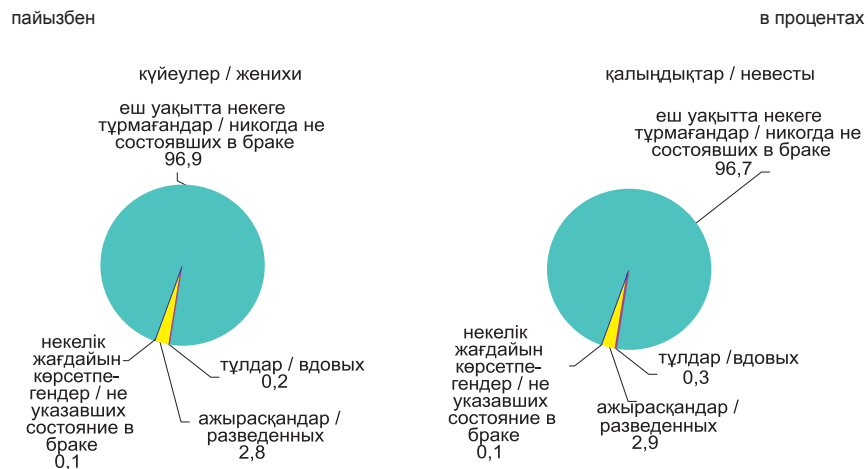 пайызбен
в процентах
күйеулер / женихи
еш уақытта некеге
тұрмағандар / никогда не
состоявших в браке
96,9
некелік
жағдайын
көрсетпе-
гендер / не
указавших
состояние в
браке
0,1
тұлдар / вдовых
0,2
ажырасқандар /
разведенных
2,8
қалыңдықтар / невесты
еш уақытта некеге
тұрмағандар / никогда не
состоявших в браке
96,7
некелік
жағдайын
көрсетпе-
гендер / не
указавших
состояние в
браке
0,1
тұлдар /вдовых
0,3
ажырасқандар /
разведенных
2,9